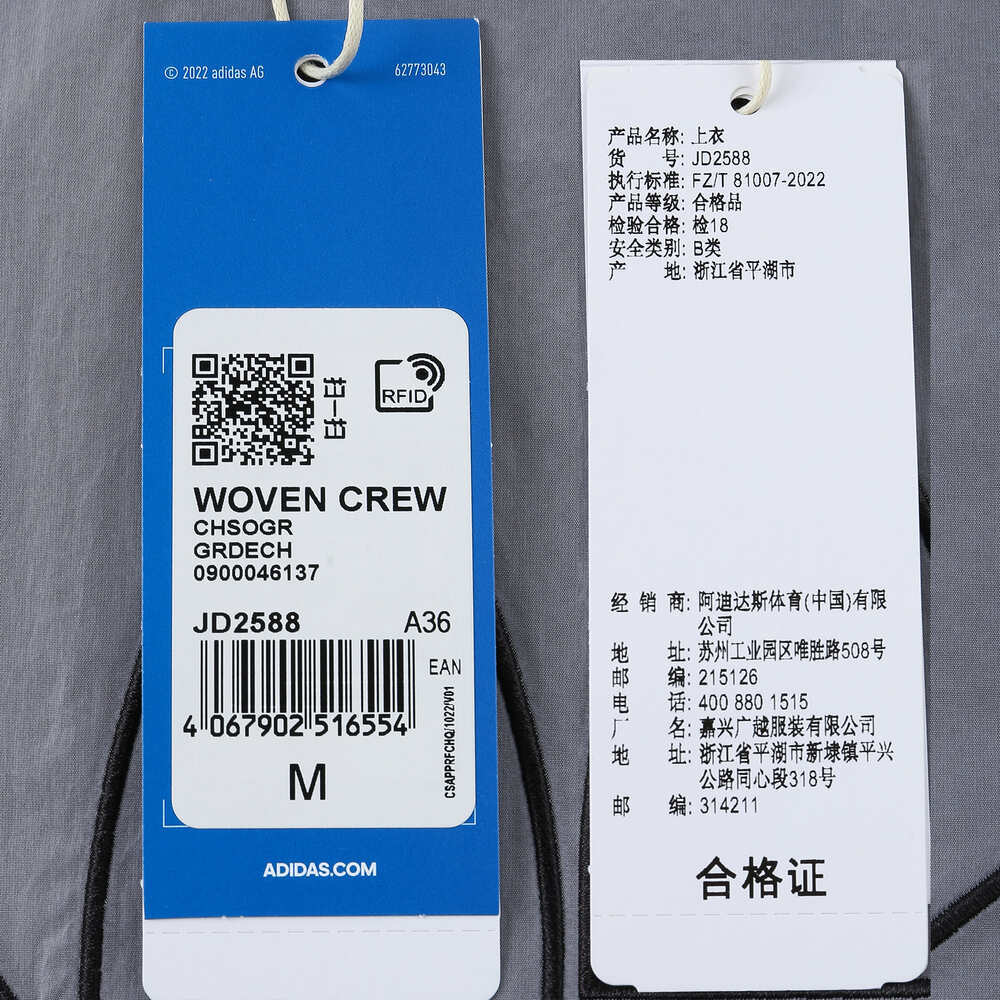 © 2022 adidas AG
62773043
扫一扫
RFID
WOVEN CREW
CHSOGR
GRDECH
0900046137
JD2588 A36
EAN
4 067902 516554
CSAPPRFCHQ/1022/V01
M
ADIDAS.COM
产品名称: 上衣
货 号: JD2588
执行标准: FZ/T 81007-2022
产品等级: 合格品
检验合格: 检18
安全类别: B类
产 地: 浙江省平湖市
经 销 商: 阿迪达斯体育(中国)有限
公司
地 址: 苏州工业园区唯胜路508号
邮 编: 215126
电 话: 400 880 1515
厂 名: 嘉兴广越服装有限公司
地 址: 浙江省平湖市新埭镇平兴
公路同心段318号
邮 编: 314211
合格证